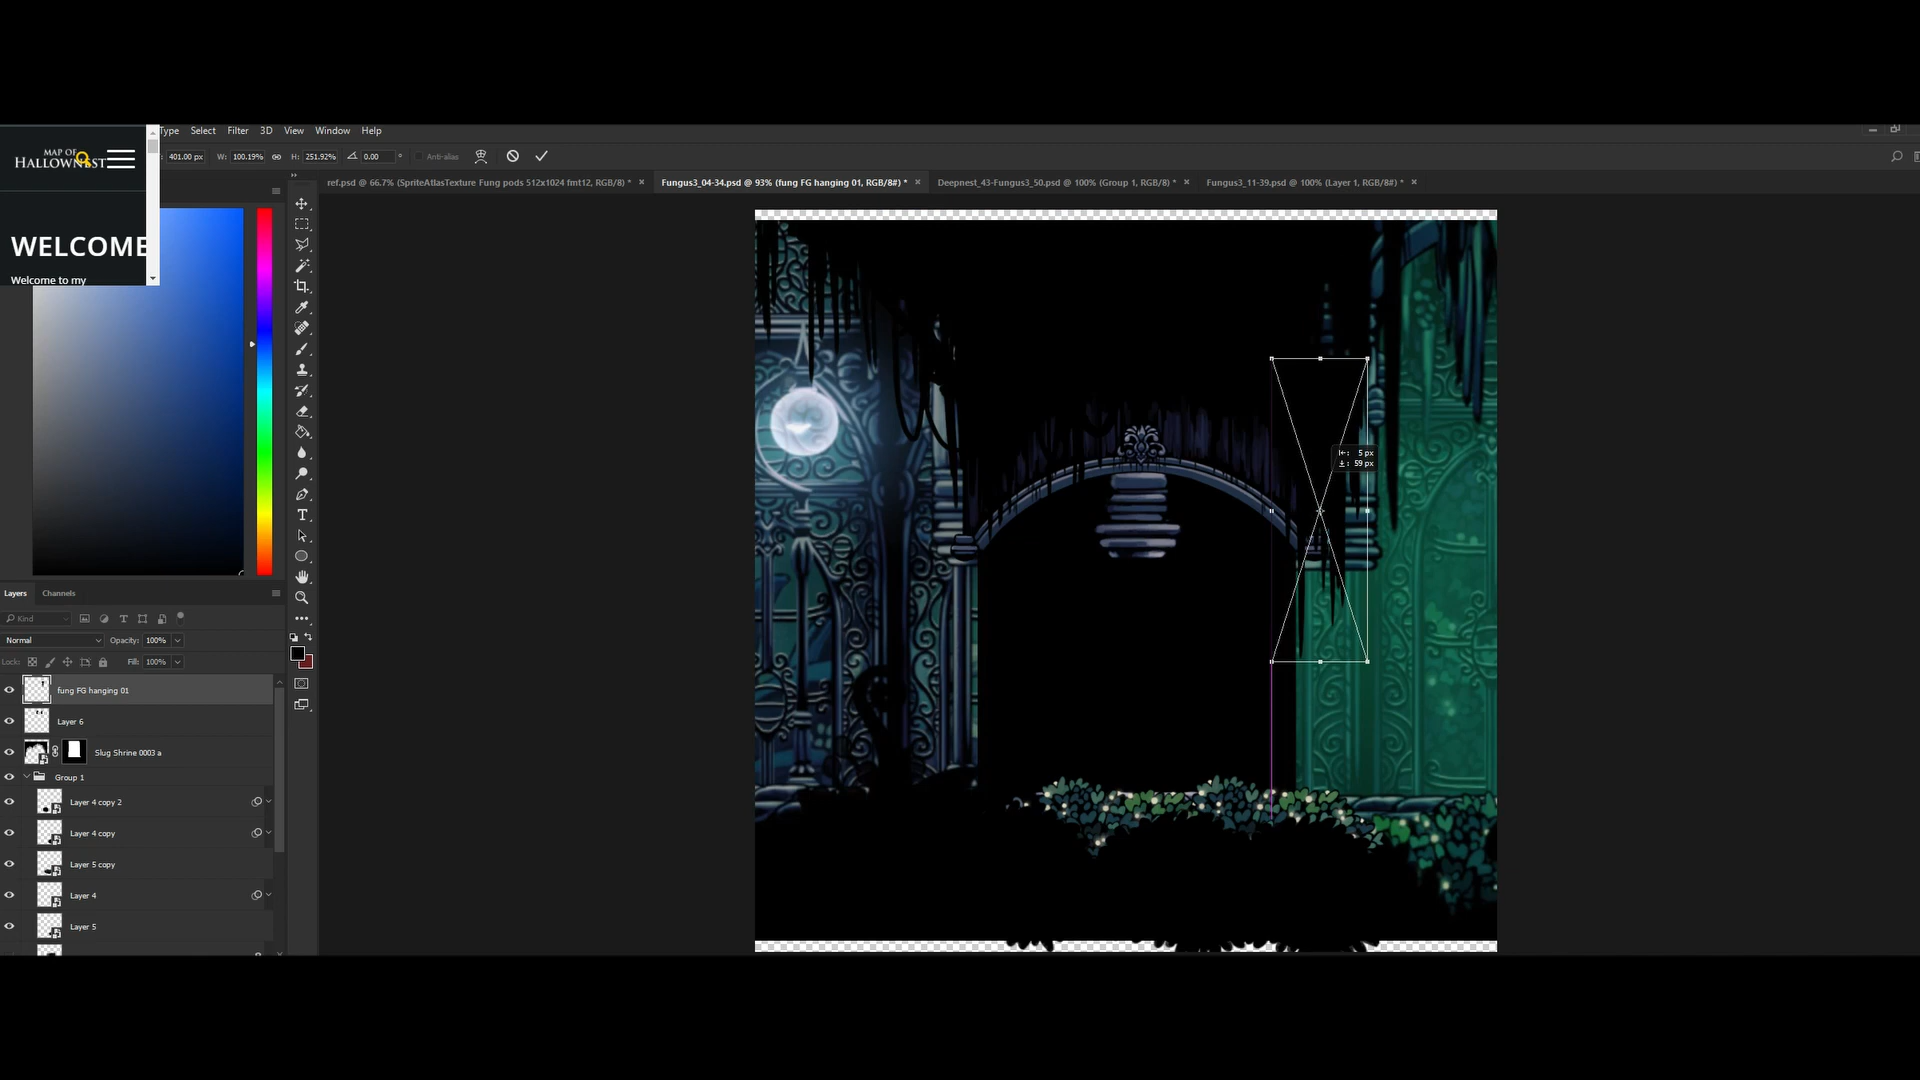 Type Select Filter 3D View Window Help
MAP OF
HALLOWNEST
: 401.00 px W: 100.19% H: 251.92% 0.00 ° Anti-alias
ref.psd @ 66.7% (SpriteAtlasTexture Fung pods 512x1024 fmt12, RGB/8) * × Fungus3_04-34.psd @ 93% (fung FG hanging 01, RGB/8#) * × Deepnest_43-Fungus3_50.psd @ 100% (Group 1, RGB/8) * × Fungus3_11-39.psd @ 100% (Layer 1, RGB/8#) * ×
WELCOME
Welcome to my
5 px
59 px
Layers Channels
Kind
Normal Opacity: 100%
Lock: Fill: 100%
fung FG hanging 01
Layer 6
Slug Shrine 0003 a
Group 1
Layer 4 copy 2
Layer 4 copy
Layer 5 copy
Layer 4
Layer 5